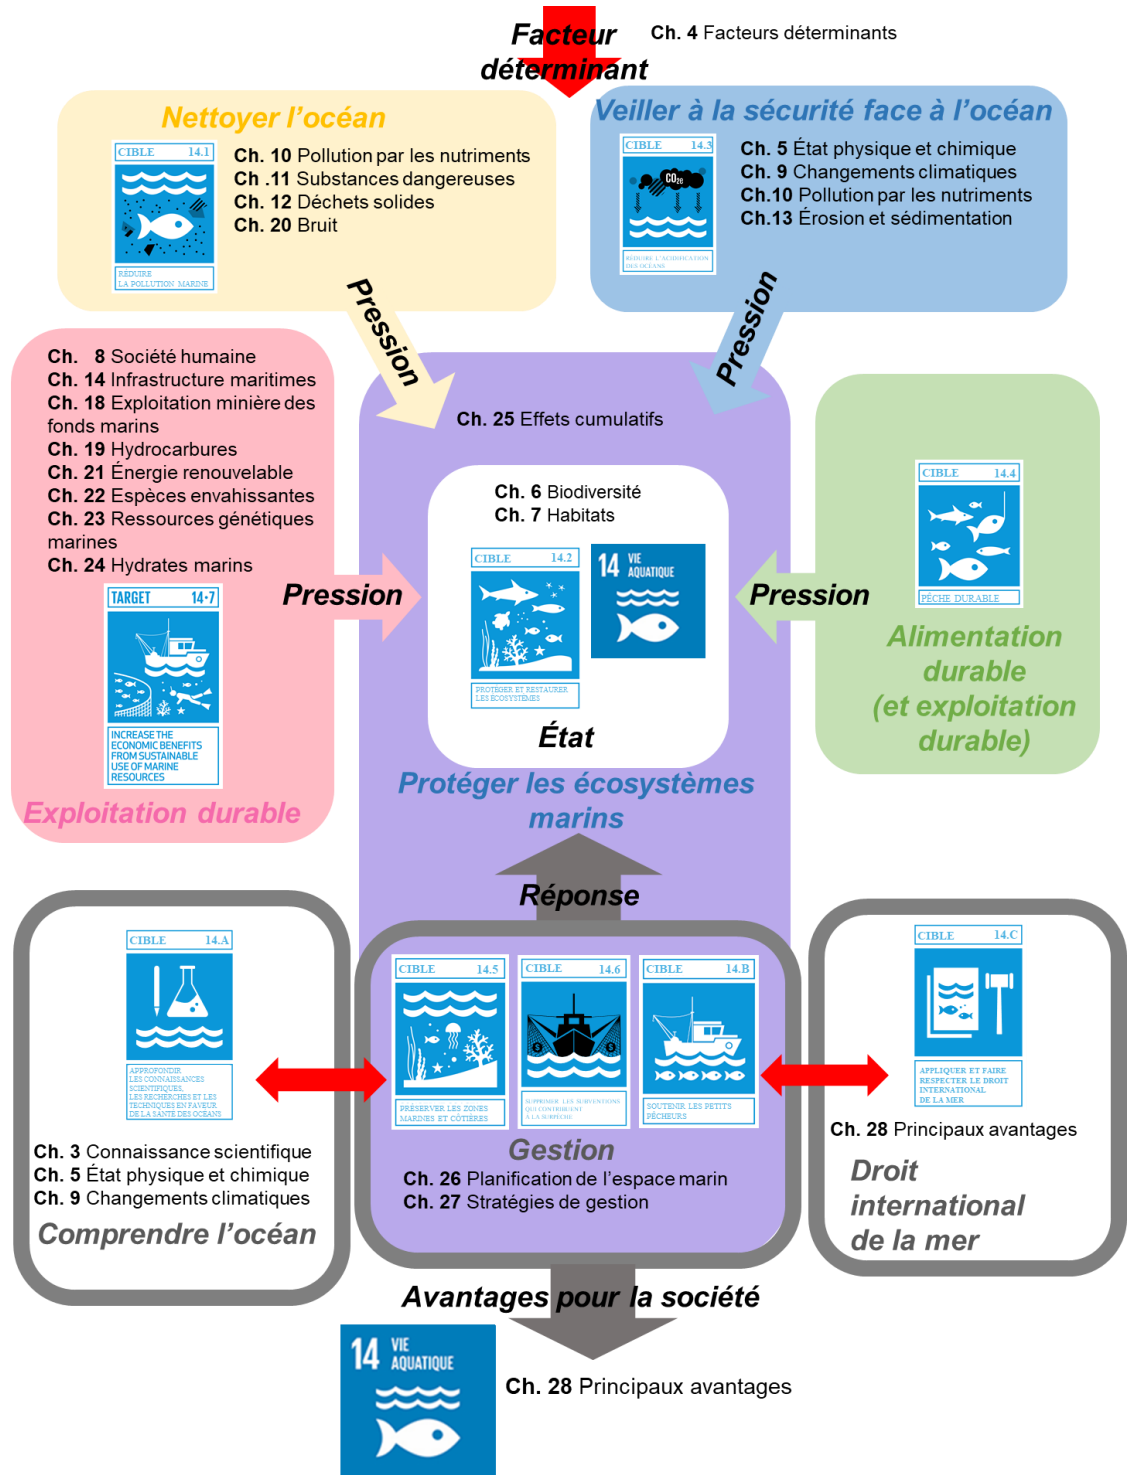 Facteur
déterminant
Ch. 4 Facteurs déterminants
Nettoyer l’océan
CIBLE 14.1
RÉDUIRE
LA POLLUTION MARINE
Ch. 10 Pollution par les nutriments
Ch .11 Substances dangereuses
Ch. 12 Déchets solides
Ch. 20 Bruit
Veiller à la sécurité face à l’océan
CIBLE 14.3
CO2e
RÉDUIRE L’ACIDIFICATION
DES OCÉANS
Ch. 5 État physique et chimique
Ch. 9 Changements climatiques
Ch.10 Pollution par les nutriments
Ch.13 Érosion et sédimentation
Pression
Pression
Ch. 8 Société humaine
Ch. 14 Infrastructure maritimes
Ch. 18 Exploitation minière des
fonds marins
Ch. 19 Hydrocarbures
Ch. 21 Énergie renouvelable
Ch. 22 Espèces envahissantes
Ch. 23 Ressources génétiques
marines
Ch. 24 Hydrates marins
TARGET 14·7
INCREASE THE
ECONOMIC BENEFITS
FROM SUSTAINABLE
USE OF MARINE
RESOURCES
Exploitation durable
Pression
Ch. 25 Effets cumulatifs
Ch. 6 Biodiversité
Ch. 7 Habitats
CIBLE 14.2
PROTÉGER ET RESTAURER
LES ÉCOSYSTÈMES
14 VIE
AQUATIQUE
État
Protéger les écosystèmes
marins
Pression
CIBLE 14.4
PÊCHE DURABLE
Alimentation
durable
(et exploitation
durable)
Réponse
CIBLE 14.A
APPROFONDIR
LES CONNAISSANCES
SCIENTIFIQUES,
LES RECHERCHES ET LES
TECHNIQUES EN FAVEUR
DE LA SANTÉ DES OCÉANS
Ch. 3 Connaissance scientifique
Ch. 5 État physique et chimique
Ch. 9 Changements climatiques
Comprendre l’océan
CIBLE 14.5
PRÉSERVER LES ZONES
MARINES ET CÔTIÈRES
CIBLE 14.6
SUPPRIMER LES SUBVENTIONS
QUI CONTRIBUENT
À LA SURPÊCHE
CIBLE 14.B
SOUTENIR LES PETITS
PÊCHEURS
Gestion
Ch. 26 Planification de l’espace marin
Ch. 27 Stratégies de gestion
CIBLE 14.C
APPLIQUER ET FAIRE
RESPECTER LE DROIT
INTERNATIONAL
DE LA MER
Ch. 28 Principaux avantages
Droit
international
de la mer
Avantages pour la société
14 VIE
AQUATIQUE
Ch. 28 Principaux avantages